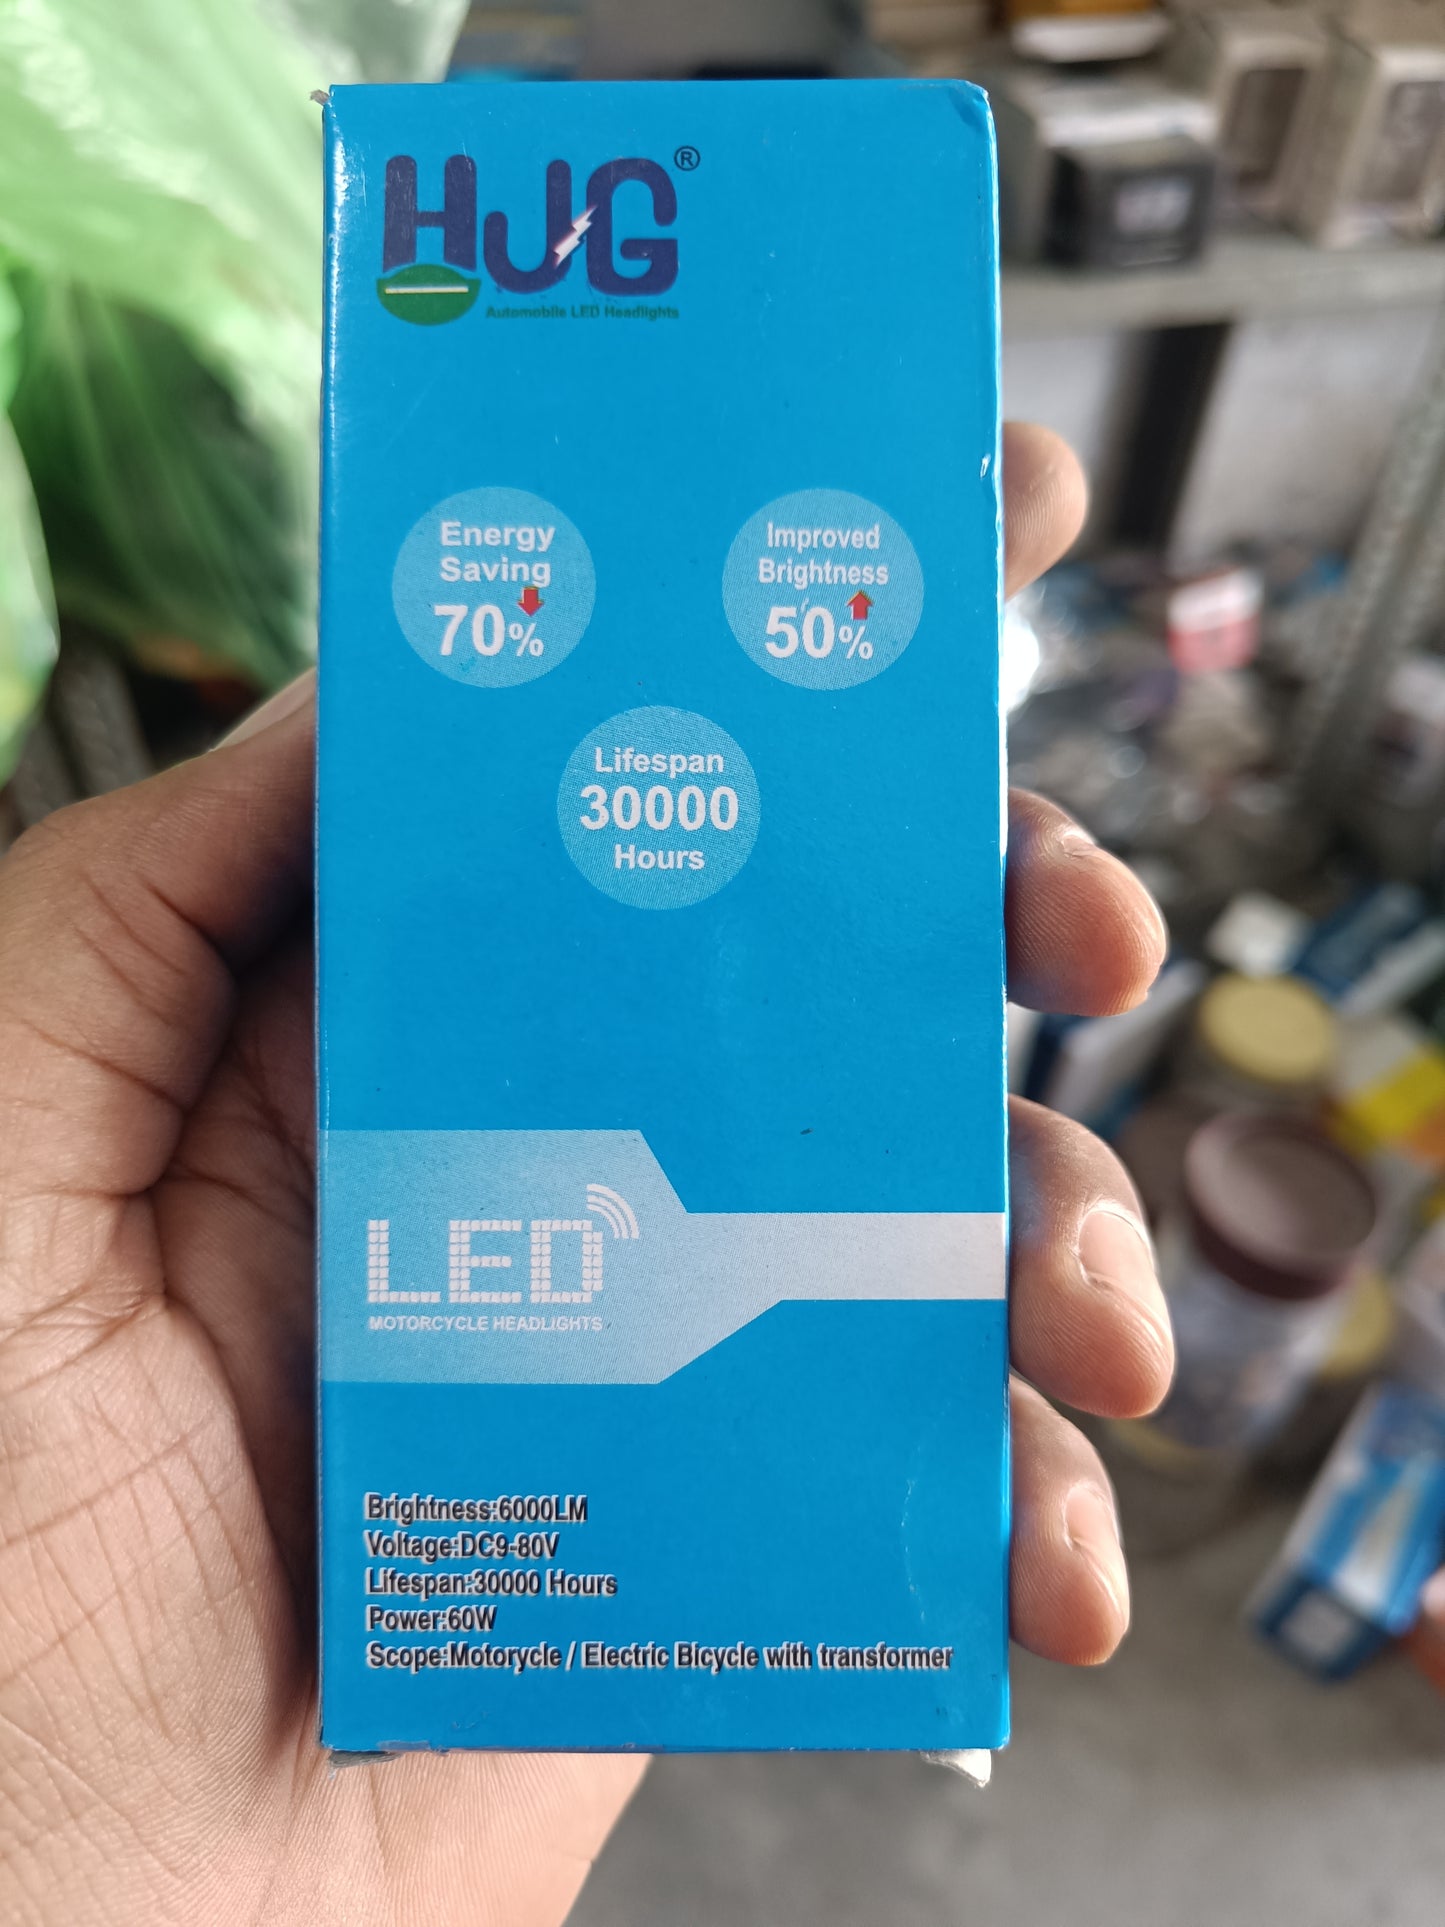 HJG®
Automobile LED Headlights
Energy
Saving
70%
Improved
Brightness
50%
Lifespan
30000
Hours
LED
MOTORCYCLE HEADLIGHTS
Brightness:6000LM
Voltage:DC9-80V
Lifespan:30000 Hours
Power:60W
Scope:Motorycle / Electric Bicycle with transformer